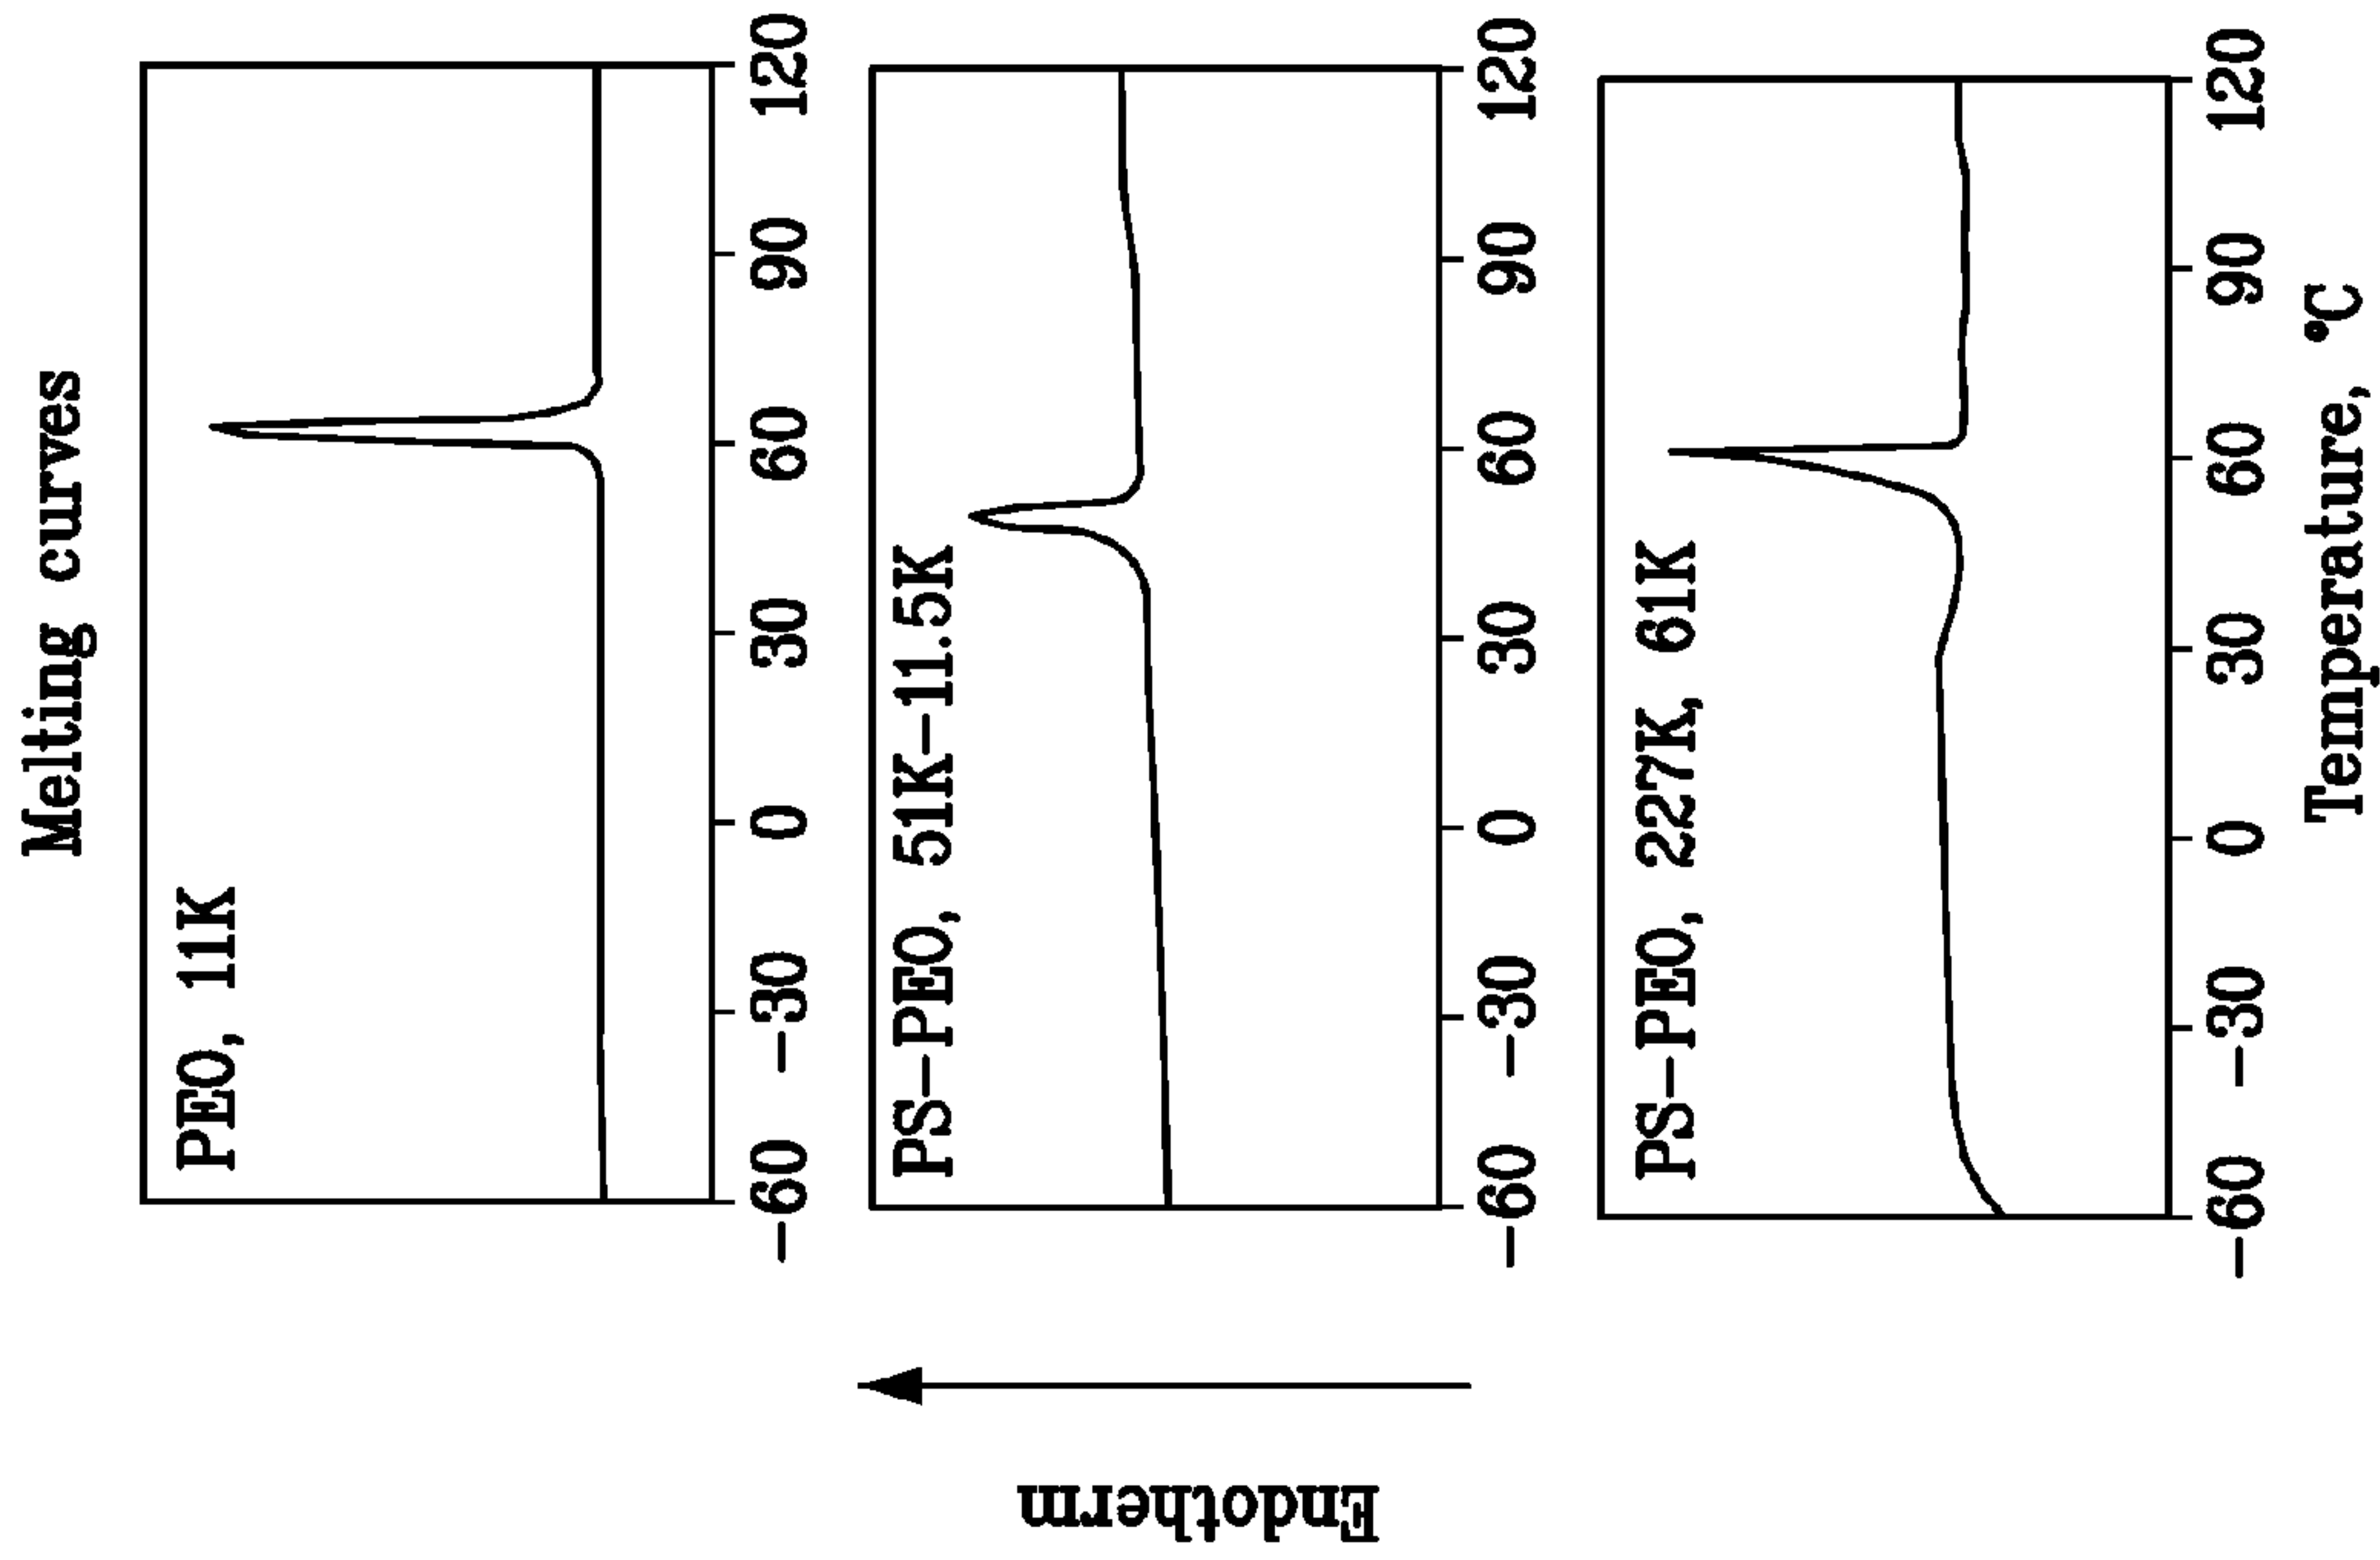 Melting curves
PEO, 11K
-60 -30 0 30 60 90 120
Endotherm
PS-PEO, 51K-11.5K
-60 -30 0 30 60 90 120
PS-PEO, 227K, 61K
-60 -30 0 30 60 90 120
Temperature, °C